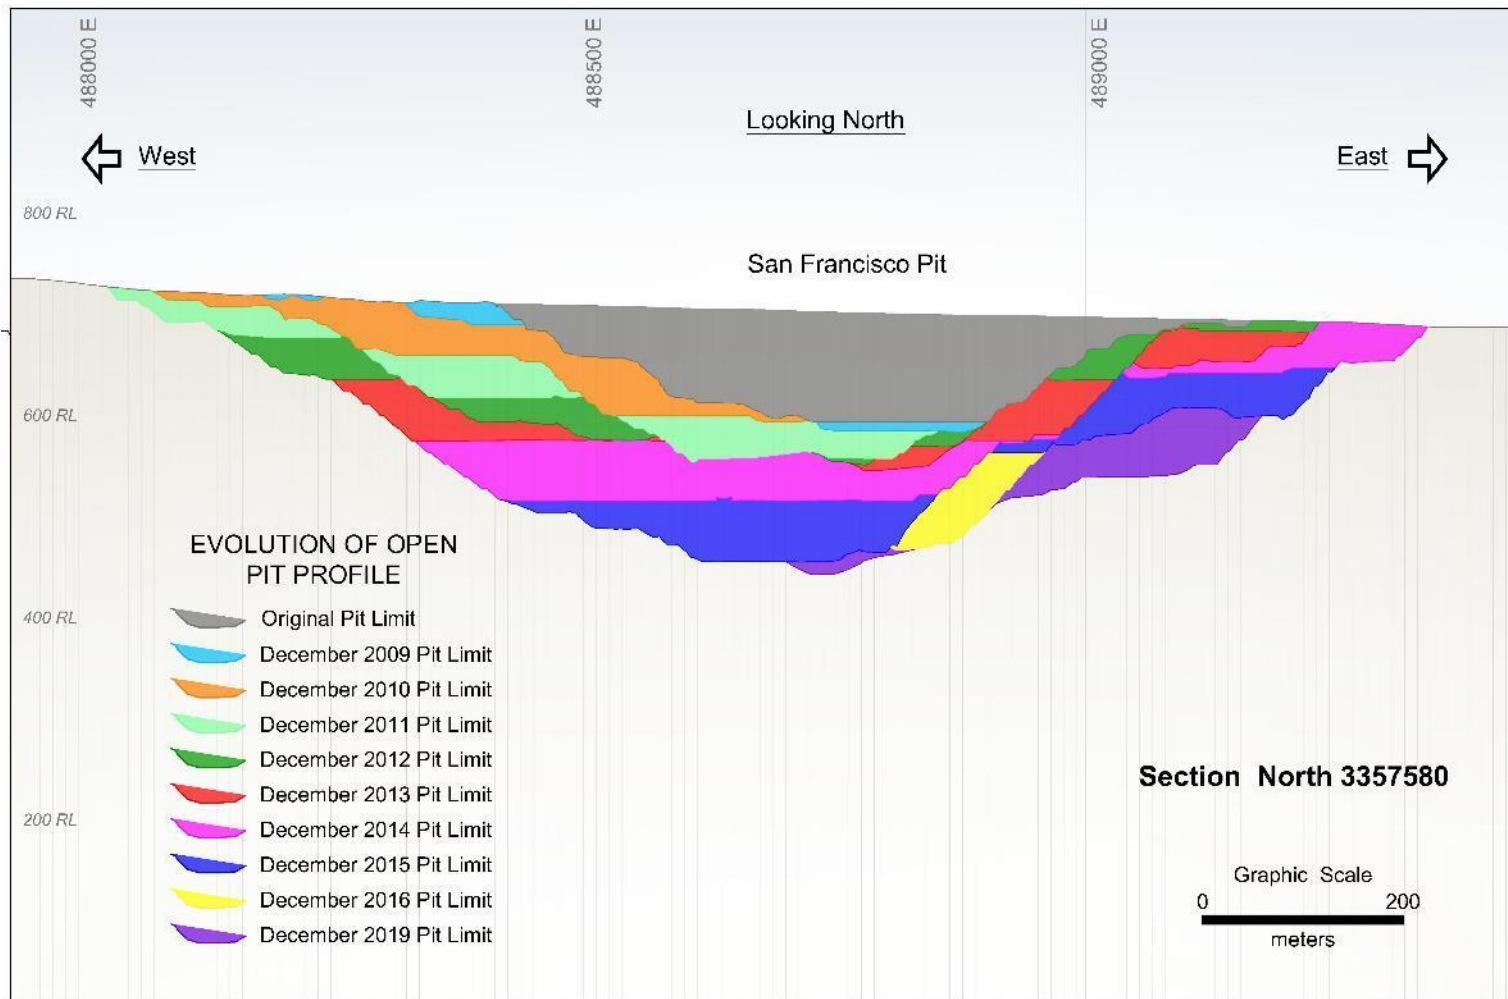 488000 E
488500 E
489000 E
Looking North
West
East
800 RL
San Francisco Pit
600 RL
EVOLUTION OF OPEN
PIT PROFILE
400 RL
Original Pit Limit
December 2009 Pit Limit
December 2010 Pit Limit
December 2011 Pit Limit
December 2012 Pit Limit
December 2013 Pit Limit
December 2014 Pit Limit
December 2015 Pit Limit
December 2016 Pit Limit
December 2019 Pit Limit
Section North 3357580
200 RL
Graphic Scale
0 200
meters